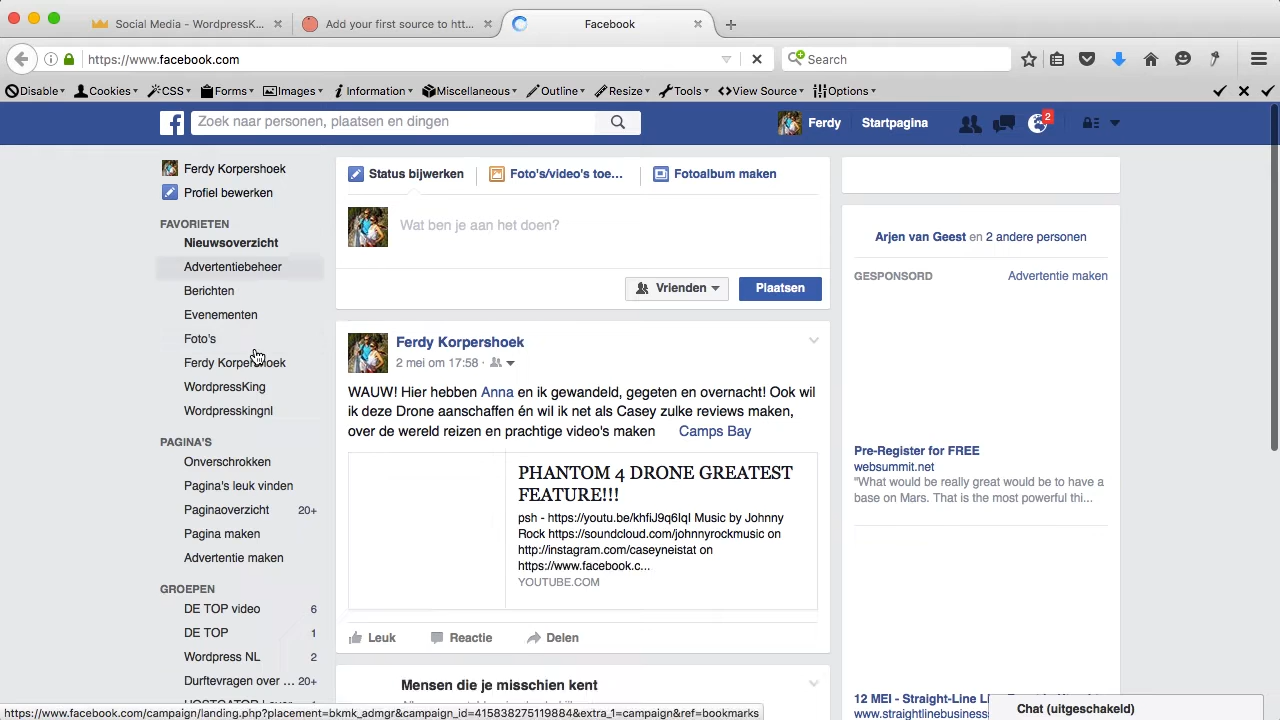 Social Media - WordpressK...
Add your first source to htt...
Facebook
https://www.facebook.com
Search
Disable
Cookies
CSS
Forms
Images
Information
Miscellaneous
Outline
Resize
Tools
View Source
Options
Zoek naar personen, plaatsen en dingen
Ferdy
Startpagina
2
Ferdy Korpershoek
Profiel bewerken
FAVORIETEN
Nieuwsoverzicht
Advertentiebeheer
Berichten
Evenementen
Foto's
Ferdy Korpershoek
WordpressKing
Wordpresskingnl
PAGINA'S
Onverschrokken
Pagina's leuk vinden
Paginaoverzicht 20+
Pagina maken
Advertentie maken
GROEPEN
DE TOP video 6
DE TOP 1
Wordpress NL 2
Durftevragen over ... 20+
Status bijwerken
Foto's/video's toe...
Fotoalbum maken
Wat ben je aan het doen?
Vrienden
Plaatsen
Ferdy Korpershoek
2 mei om 17:58 ·
WAUW! Hier hebben Anna en ik gewandeld, gegeten en overnacht! Ook wil
ik deze Drone aanschaffen én wil ik net als Casey zulke reviews maken,
over de wereld reizen en prachtige video's maken Camps Bay
PHANTOM 4 DRONE GREATEST
FEATURE!!!
psh - https://youtu.be/khfiJ9q6IqI Music by Johnny
Rock https://soundcloud.com/johnnyrockmusic on
http://instagram.com/caseyneistat on
https://www.facebook.c...
YOUTUBE.COM
Leuk
Reactie
Delen
Mensen die je misschien kent
Arjen van Geest en 2 andere personen
GESPONSORD
Advertentie maken
Pre-Register for FREE
websummit.net
"What would be really great would be to have a
base on Mars. That is the most powerful thi...
12 MEI - Straight-Line
www.straightlinebusiness
Chat (uitgeschakeld)
https://www.facebook.com/campaign/landing.php?placement=bkmk_admgr&campaign_id=415838275119884&extra_1=campaign&ref=bookmarks